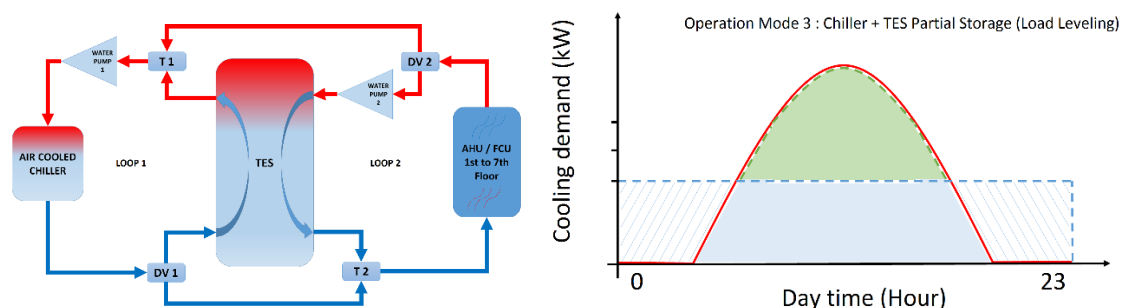 WATER
PUMP
1
T 1
DV 2
WATER
PUMP
2
AIR COOLED
CHILLER
LOOP 1
TES
LOOP 2
AHU / FCU
1st to 7th
Floor
DV 1
T 2
Operation Mode 3 : Chiller + TES Partial Storage (Load Leveling)
Cooling demand (kW)
0
23
Day time (Hour)